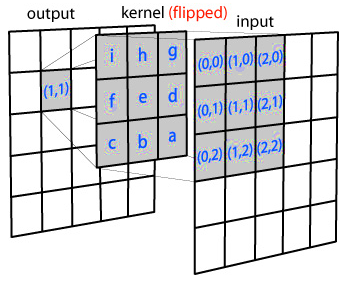 output
kernel (flipped)
input
(1,1)
i h g
f e d
c b a
(0,0) (1,0) (2,0)
(0,1) (1,1) (2,1)
(0,2) (1,2) (2,2)